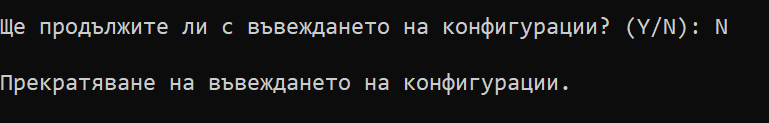 Ще продължите ли с въвеждането на конфигурации? (Y/N): N
Прекратяване на въвеждането на конфигурации.